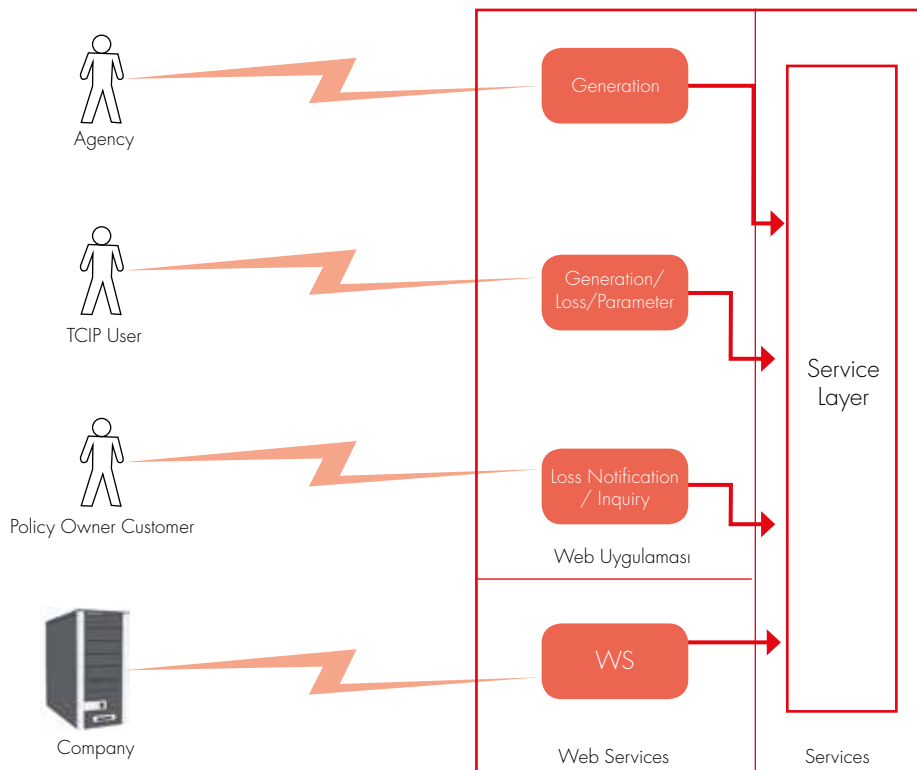 Agency
Generation
TCIP User
Generation/
Loss/Parameter
Service
Layer
Policy Owner Customer
Loss Notification
/ Inquiry
Web Uygulaması
Company
WS
Web Services
Services